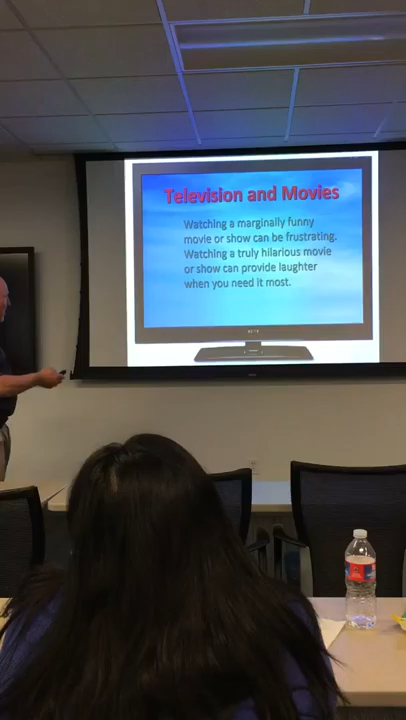 Television and Movies
Watching a marginally funny
movie or show can be frustrating.
Watching a truly hilarious movie
or show can provide laughter
when you need it most.